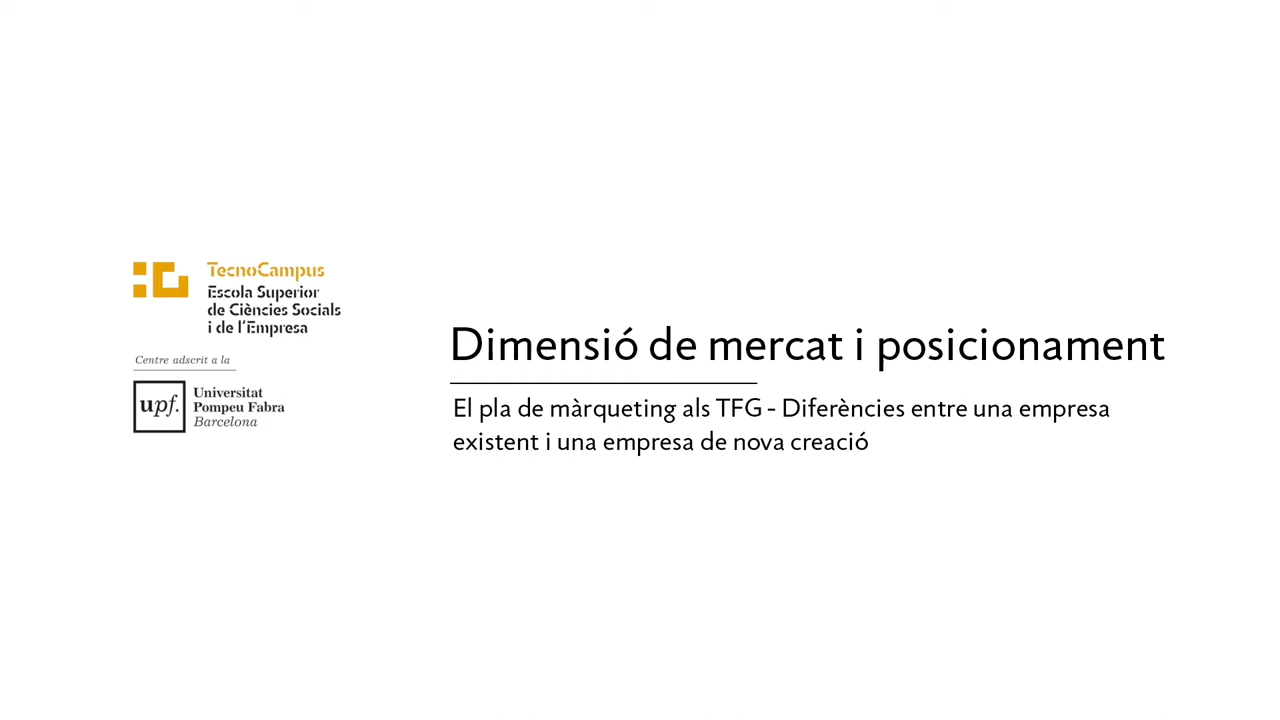 TecnoCampus
Escola Superior
de Ciències Socials
i de l'Empresa
Centre adscrit a la
upf.
Universitat
Pompeu Fabra
Barcelona
Dimensió de mercat i posicionament
El pla de màrqueting als TFG - Diferències entre una empresa
existent i una empresa de nova creació